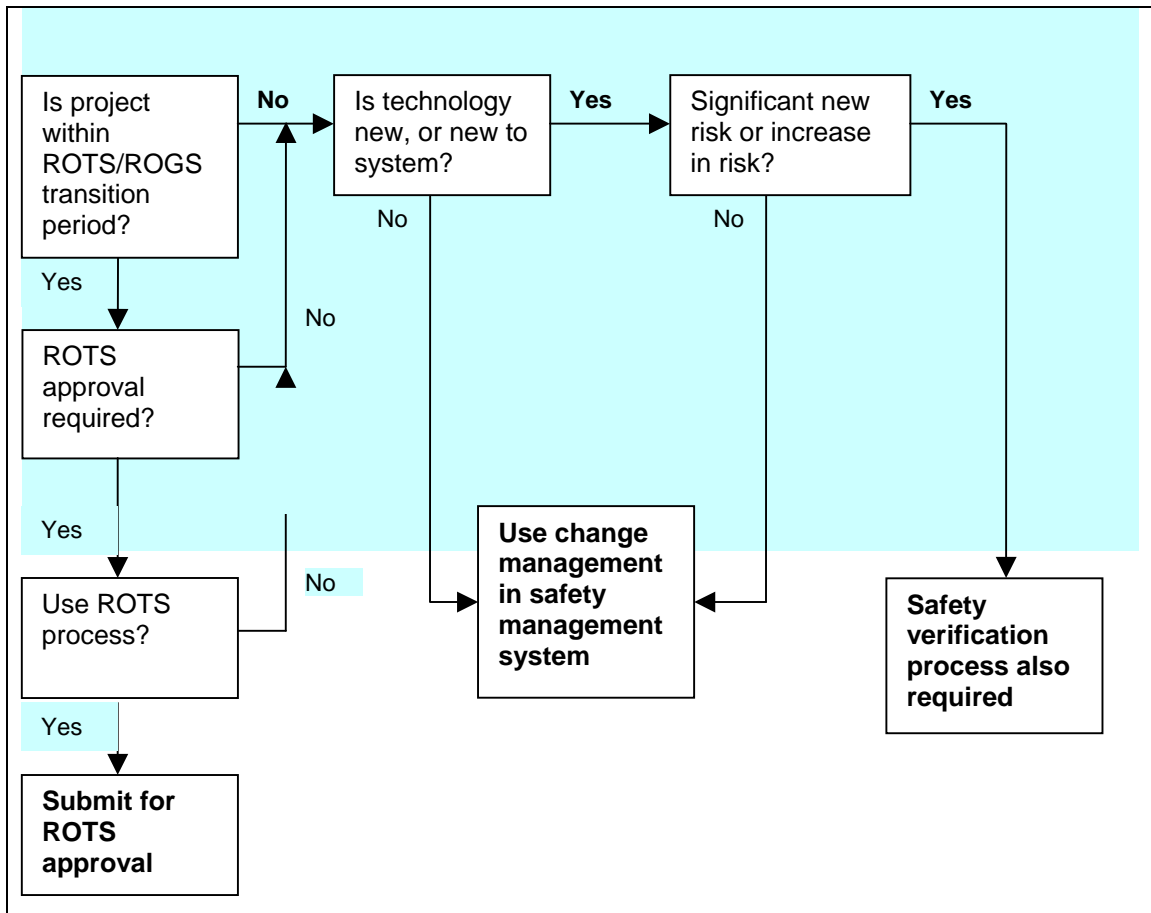 Is project
within
ROTS/ROGS
transition
period?
No
Is technology
new, or new to
system?
Yes
Significant new
risk or increase
in risk?
Yes
No
No
Yes
No
ROTS
approval
required?
Yes
No
Use change
management
in safety
management
system
Use ROTS
process?
Safety
verification
process also
required
Yes
Submit for
ROTS
approval